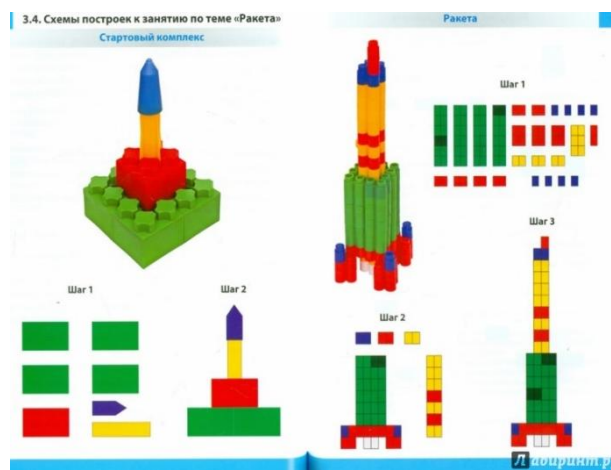 3.4. Схемы построек к занятию по теме «Ракета»
Стартовый комплекс
Шаг 1
Шаг 2
Ракета
Шаг 1
Шаг 3
Шаг 2
Лабиринт.р